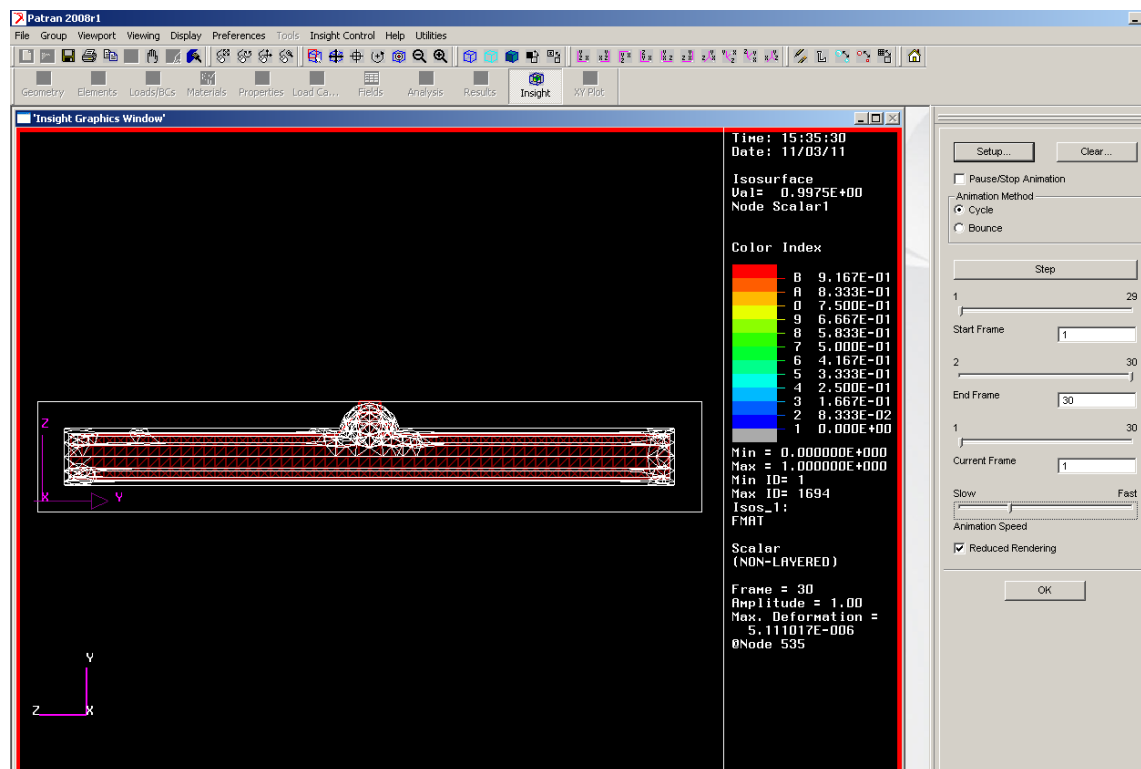 Patran 2008r1
File Group Viewport Viewing Display Preferences Tools Insight Control Help Utilities
Geometry Elements Loads/BCs Materials Properties Load Ca... Fields Analysis Results Insight XY Plot
'Insight Graphics Window'
Time: 15:35:30
Date: 11/03/11
Isosurface
Val= 0.9975E+00
Node Scalar1
Color Index
B 9.167E-01
A 8.333E-01
0 7.500E-01
9 6.667E-01
8 5.833E-01
7 5.000E-01
6 4.167E-01
5 3.333E-01
4 2.500E-01
3 1.667E-01
2 8.333E-02
1 0.000E+00
Min = 0.000000E+000
Max = 1.000000E+000
Min ID= 1
Max ID= 1694
Isos_1:
FMAT
Scalar
(NON-LAYERED)
Frame = 30
Amplitude = 1.00
Max. Deformation =
5.111017E-006
@Node 535
Z
X Y
Y
Z X
Setup... Clear...
Pause/Stop Animation
Animation Method
Cycle
Bounce
Step
1 29
Start Frame 1
2 30
End Frame 30
1 30
Current Frame 1
Slow Fast
Animation Speed
Reduced Rendering
OK